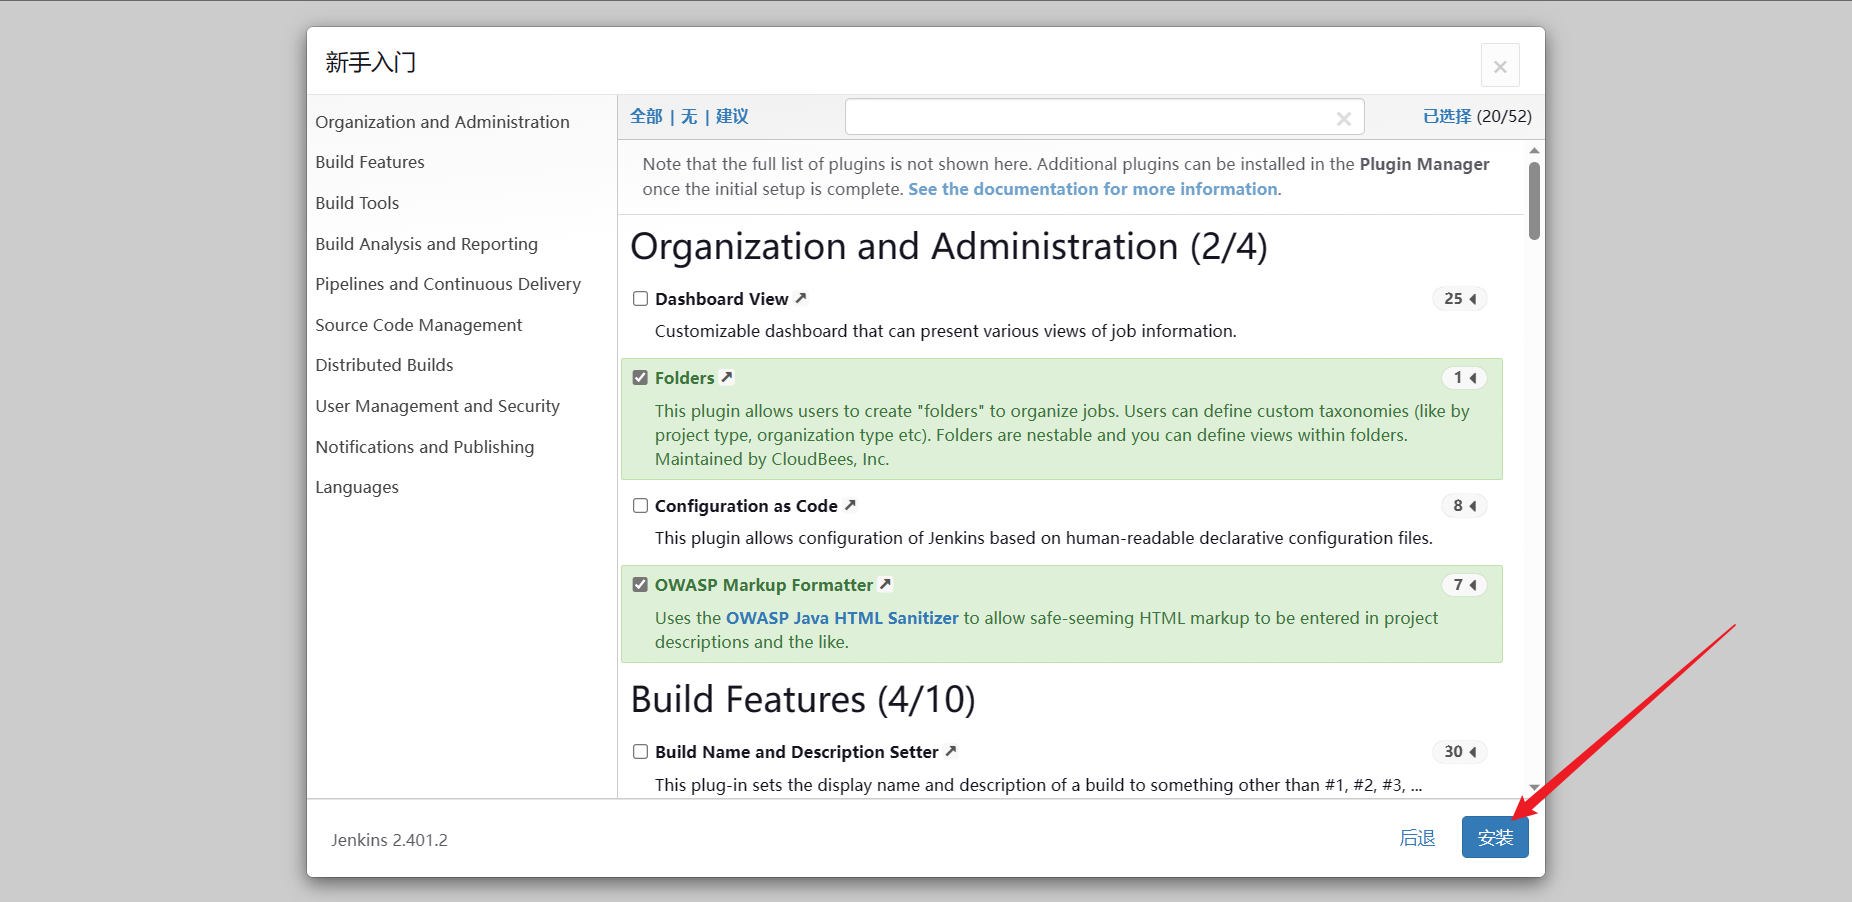 新手入门
Organization and Administration
Build Features
Build Tools
Build Analysis and Reporting
Pipelines and Continuous Delivery
Source Code Management
Distributed Builds
User Management and Security
Notifications and Publishing
Languages
全部 | 无 | 建议
已选择 (20/52)
Note that the full list of plugins is not shown here. Additional plugins can be installed in the Plugin Manager
once the initial setup is complete. See the documentation for more information.
Organization and Administration (2/4)
Dashboard View
25
Customizable dashboard that can present various views of job information.
Folders
1
This plugin allows users to create "folders" to organize jobs. Users can define custom taxonomies (like by
project type, organization type etc). Folders are nestable and you can define views within folders.
Maintained by CloudBees, Inc.
Configuration as Code
8
This plugin allows configuration of Jenkins based on human-readable declarative configuration files.
OWASP Markup Formatter
7
Uses the OWASP Java HTML Sanitizer to allow safe-seeming HTML markup to be entered in project
descriptions and the like.
Build Features (4/10)
Build Name and Description Setter
30
This plug-in sets the display name and description of a build to something other than #1, #2, #3, ...
Jenkins 2.401.2
后退
安装